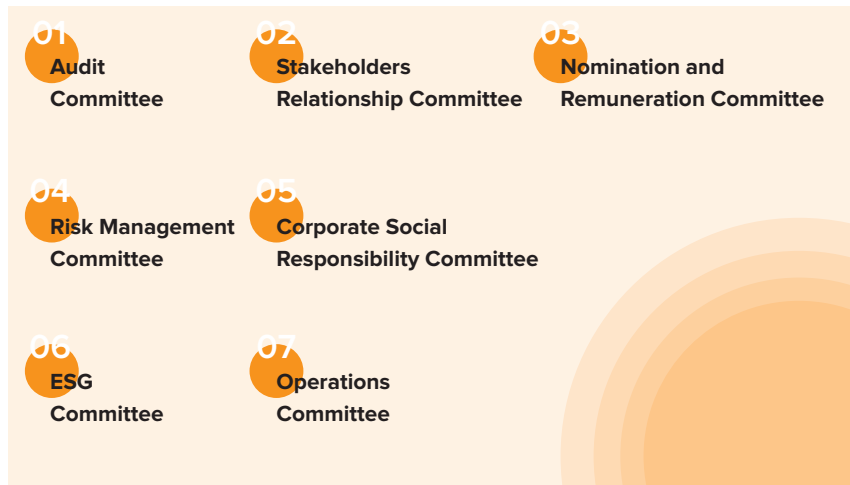 01
Audit
Committee
02
Stakeholders
Relationship Committee
03
Nomination and
Remuneration Committee
04
Risk Management
Committee
05
Corporate Social
Responsibility Committee
06
ESG
Committee
07
Operations
Committee